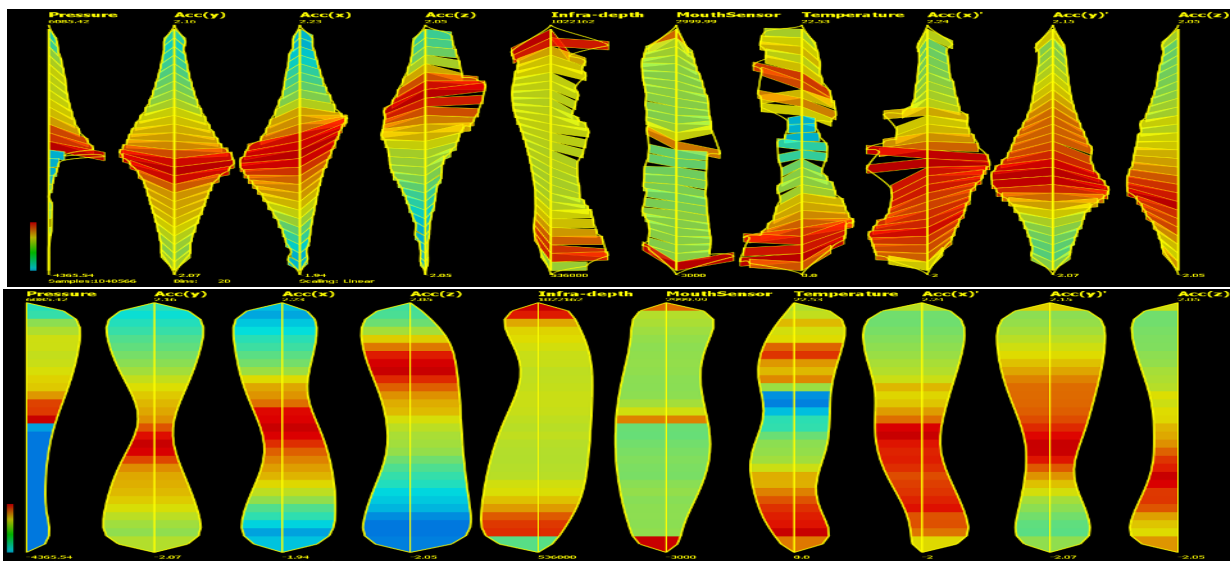 Pressure Acc(y) Acc(x) Acc(z) Infra-depth MouthSensor Temperature Acc(x)' Acc(y)' Acc(z)
6085.42 2.16 2.23 2.05 1022162 2999.99 22.53 2.24 2.15 2.05
-4365.54 -2.07 -1.94 -2.05 536000 -3000 0.0 -2 -2.07 -2.05
Samples:1040566 Bins: 20 Scaling: Linear
Pressure Acc(y) Acc(x) Acc(z) Infra-depth MouthSensor Temperature Acc(x)' Acc(y)' Acc(z)
6085.42 2.16 2.23 2.05 1022162 2999.99 22.53 2.24 2.15 2.05
-4365.54 -2.07 -1.94 -2.05 536000 -3000 0.0 -2 -2.07 -2.05